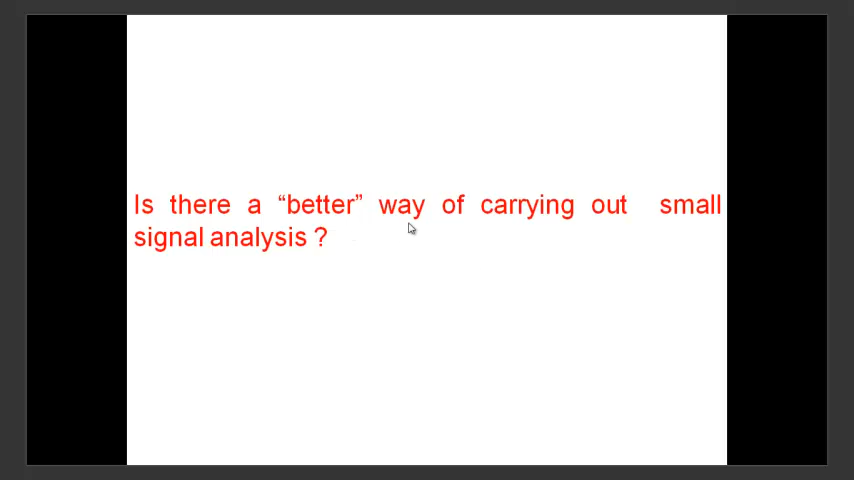 Is there a “better” way of carrying out small
signal analysis ?